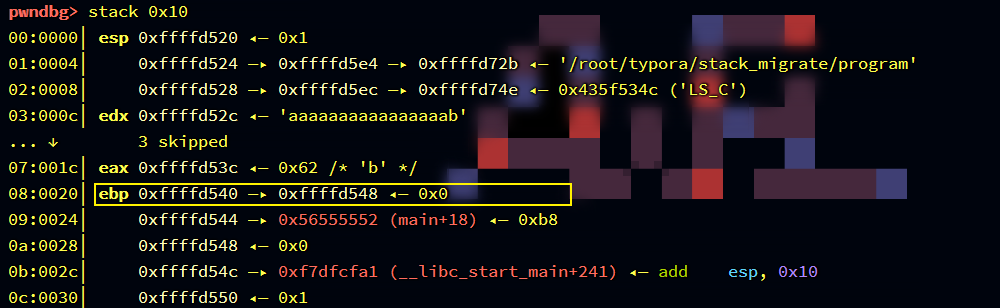 pwndbg> stack 0x10
00:0000│ esp 0xffffd520 ◂— 0x1
01:0004│     0xffffd524 —▸ 0xffffd5e4 —▸ 0xffffd72b ◂— '/root/typora/stack_migrate/program'
02:0008│     0xffffd528 —▸ 0xffffd5ec —▸ 0xffffd74e ◂— 0x435f534c ('LS_C')
03:000c│ edx 0xffffd52c ◂— 'aaaaaaaaaaaaaaaab'
... ↓     3 skipped
07:001c│ eax 0xffffd53c ◂— 0x62 /* 'b' */
08:0020│ ebp 0xffffd540 —▸ 0xffffd548 ◂— 0x0
09:0024│     0xffffd544 —▸ 0x56555552 (main+18) ◂— 0xb8
0a:0028│     0xffffd548 ◂— 0x0
0b:002c│     0xffffd54c —▸ 0xf7dfcfa1 (__libc_start_main+241) ◂— add    esp, 0x10
0c:0030│     0xffffd550 ◂— 0x1